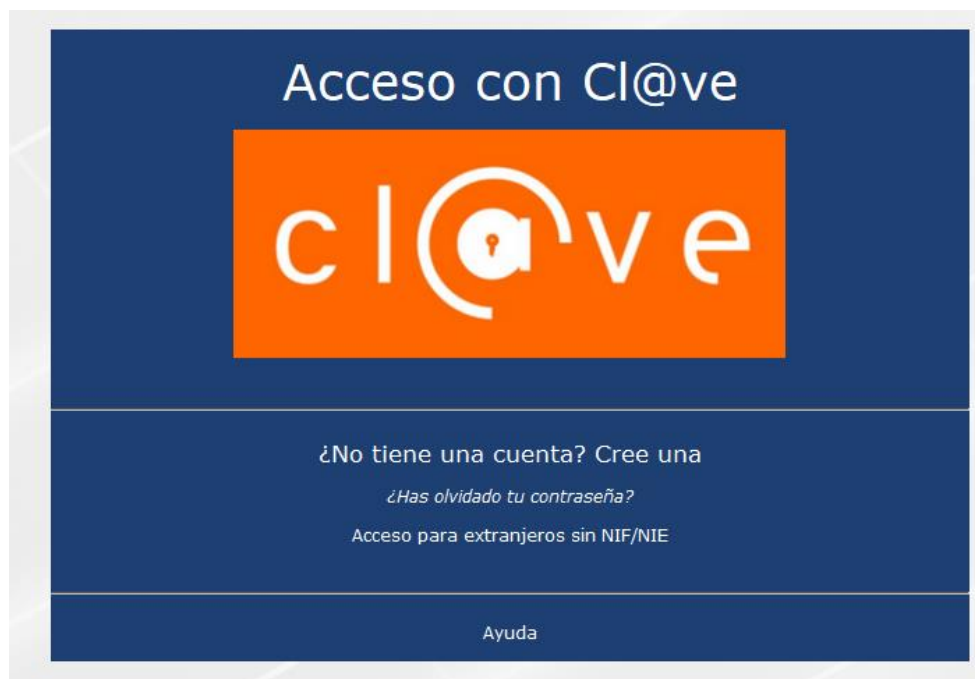 Acceso con Cl@ve
cl@ve
¿No tiene una cuenta? Cree una
¿Has olvidado tu contraseña?
Acceso para extranjeros sin NIF/NIE
Ayuda